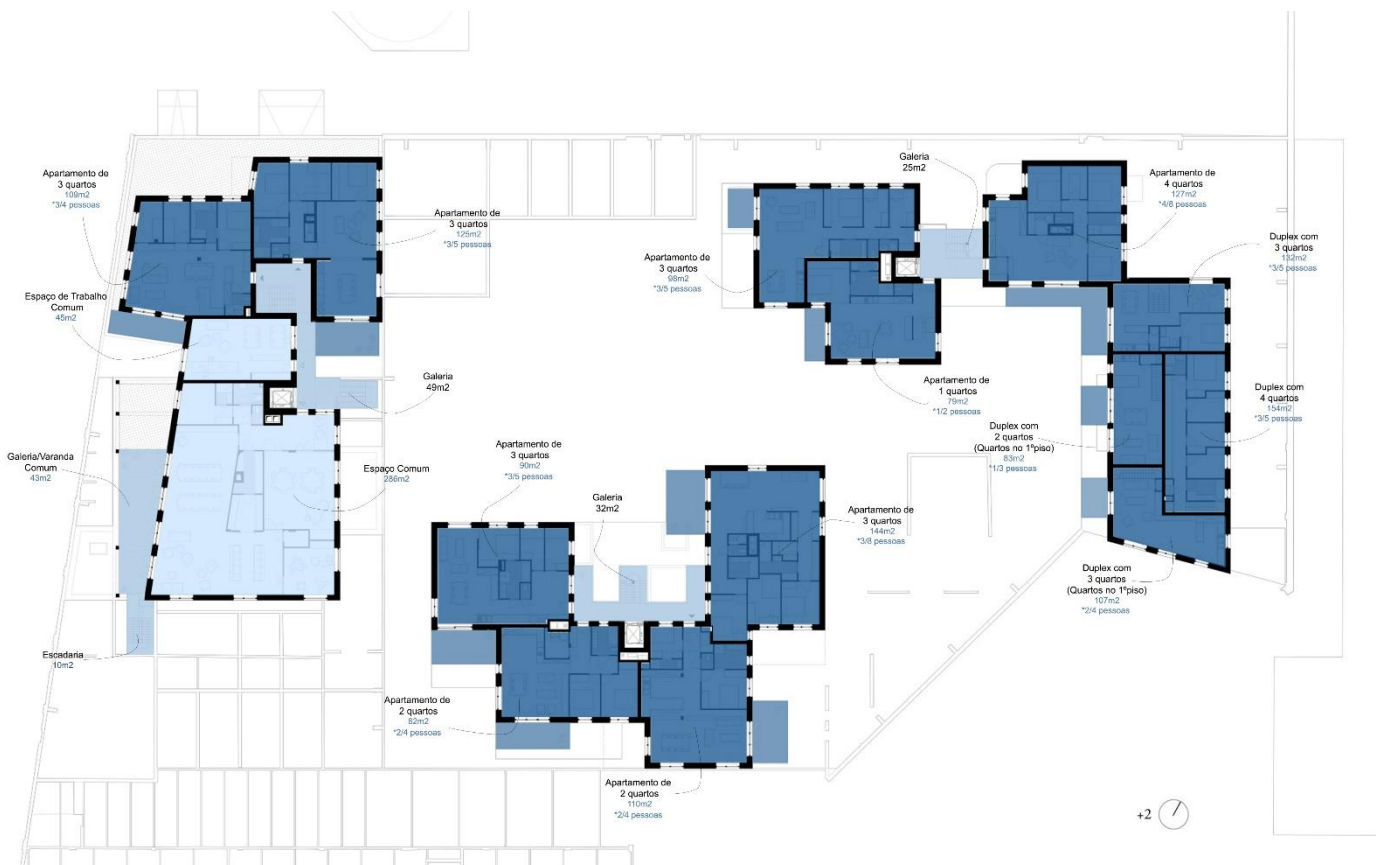 Apartamento de
3 quartos
109m2
*3/4 pessoas
Apartamento de
3 quartos
125m2
*3/5 pessoas
Espaço de Trabalho
Comum
45m2
Galeria
49m2
Galeria/Varanda
Comum
43m2
Espaço Comum
286m2
Escadaria
10m2
Apartamento de
3 quartos
90m2
*3/5 pessoas
Galeria
32m2
Apartamento de
3 quartos
144m2
*3/8 pessoas
Apartamento de
2 quartos
82m2
*2/4 pessoas
Apartamento de
2 quartos
110m2
*2/4 pessoas
Galeria
25m2
Apartamento de
3 quartos
98m2
*3/5 pessoas
Apartamento de
4 quartos
127m2
*4/8 pessoas
Duplex com
3 quartos
132m2
*3/5 pessoas
Apartamento de
1 quartos
79m2
*1/2 pessoas
Duplex com
4 quartos
154m2
*3/5 pessoas
Duplex com
2 quartos
(Quartos no 1ºpiso)
83m2
*1/3 pessoas
Duplex com
3 quartos
(Quartos no 1ºpiso)
107m2
*2/4 pessoas
+2